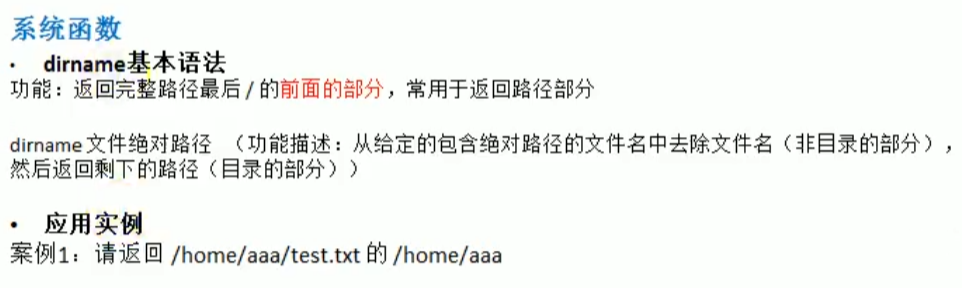 系统函数
• dirname基本语法
功能：返回完整路径最后 / 的前面的部分，常用于返回路径部分
dirname 文件绝对路径 （功能描述：从给定的包含绝对路径的文件名中去除文件名（非目录的部分），
然后返回剩下的路径（目录的部分））
• 应用实例
案例1：请返回 /home/aaa/test.txt 的 /home/aaa